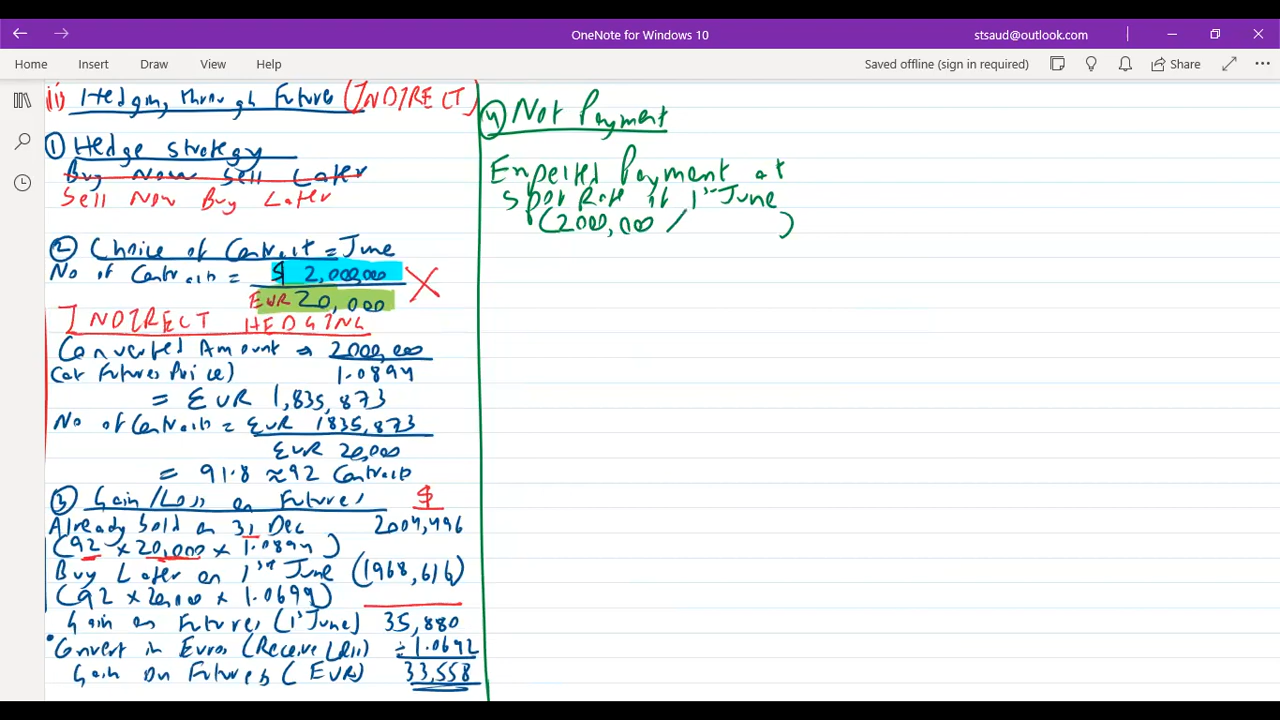 OneNote for Windows 10
stsaud@outlook.com
Home Insert Draw View Help
Saved offline (sign in required)
Share
ii) Hedging through Future (INDIRECT)
① Hedge strategy
Buy Now Sell Later
Sell Now Buy Later
② Choice of Contract = June
No of Contracts = $ 2,000,000
EUR 20,000
INDIRECT HEDGING
Converted Amount → 2000,000
(at Futures Price) 1.0894
= EUR 1,835,873
No of Contracts = EUR 1835,873
EUR 20,000
= 91.8 ≈ 92 Contracts
③ Gain/Loss on Futures $
Already Sold on 31 Dec 2004,496
(92 × 20,000 × 1.0894)
Buy Later on 1st June (1968,616)
(92 × 20,000 × 1.0699)
Gain on Futures (1st June) 35,880
Convert in Euros (Receive/ ÷ 1.0692
Gain on Futures (EUR) 33,558
④ Net Payment
Expected Payment at
spot Rate at 1st June
(2000,000 / )